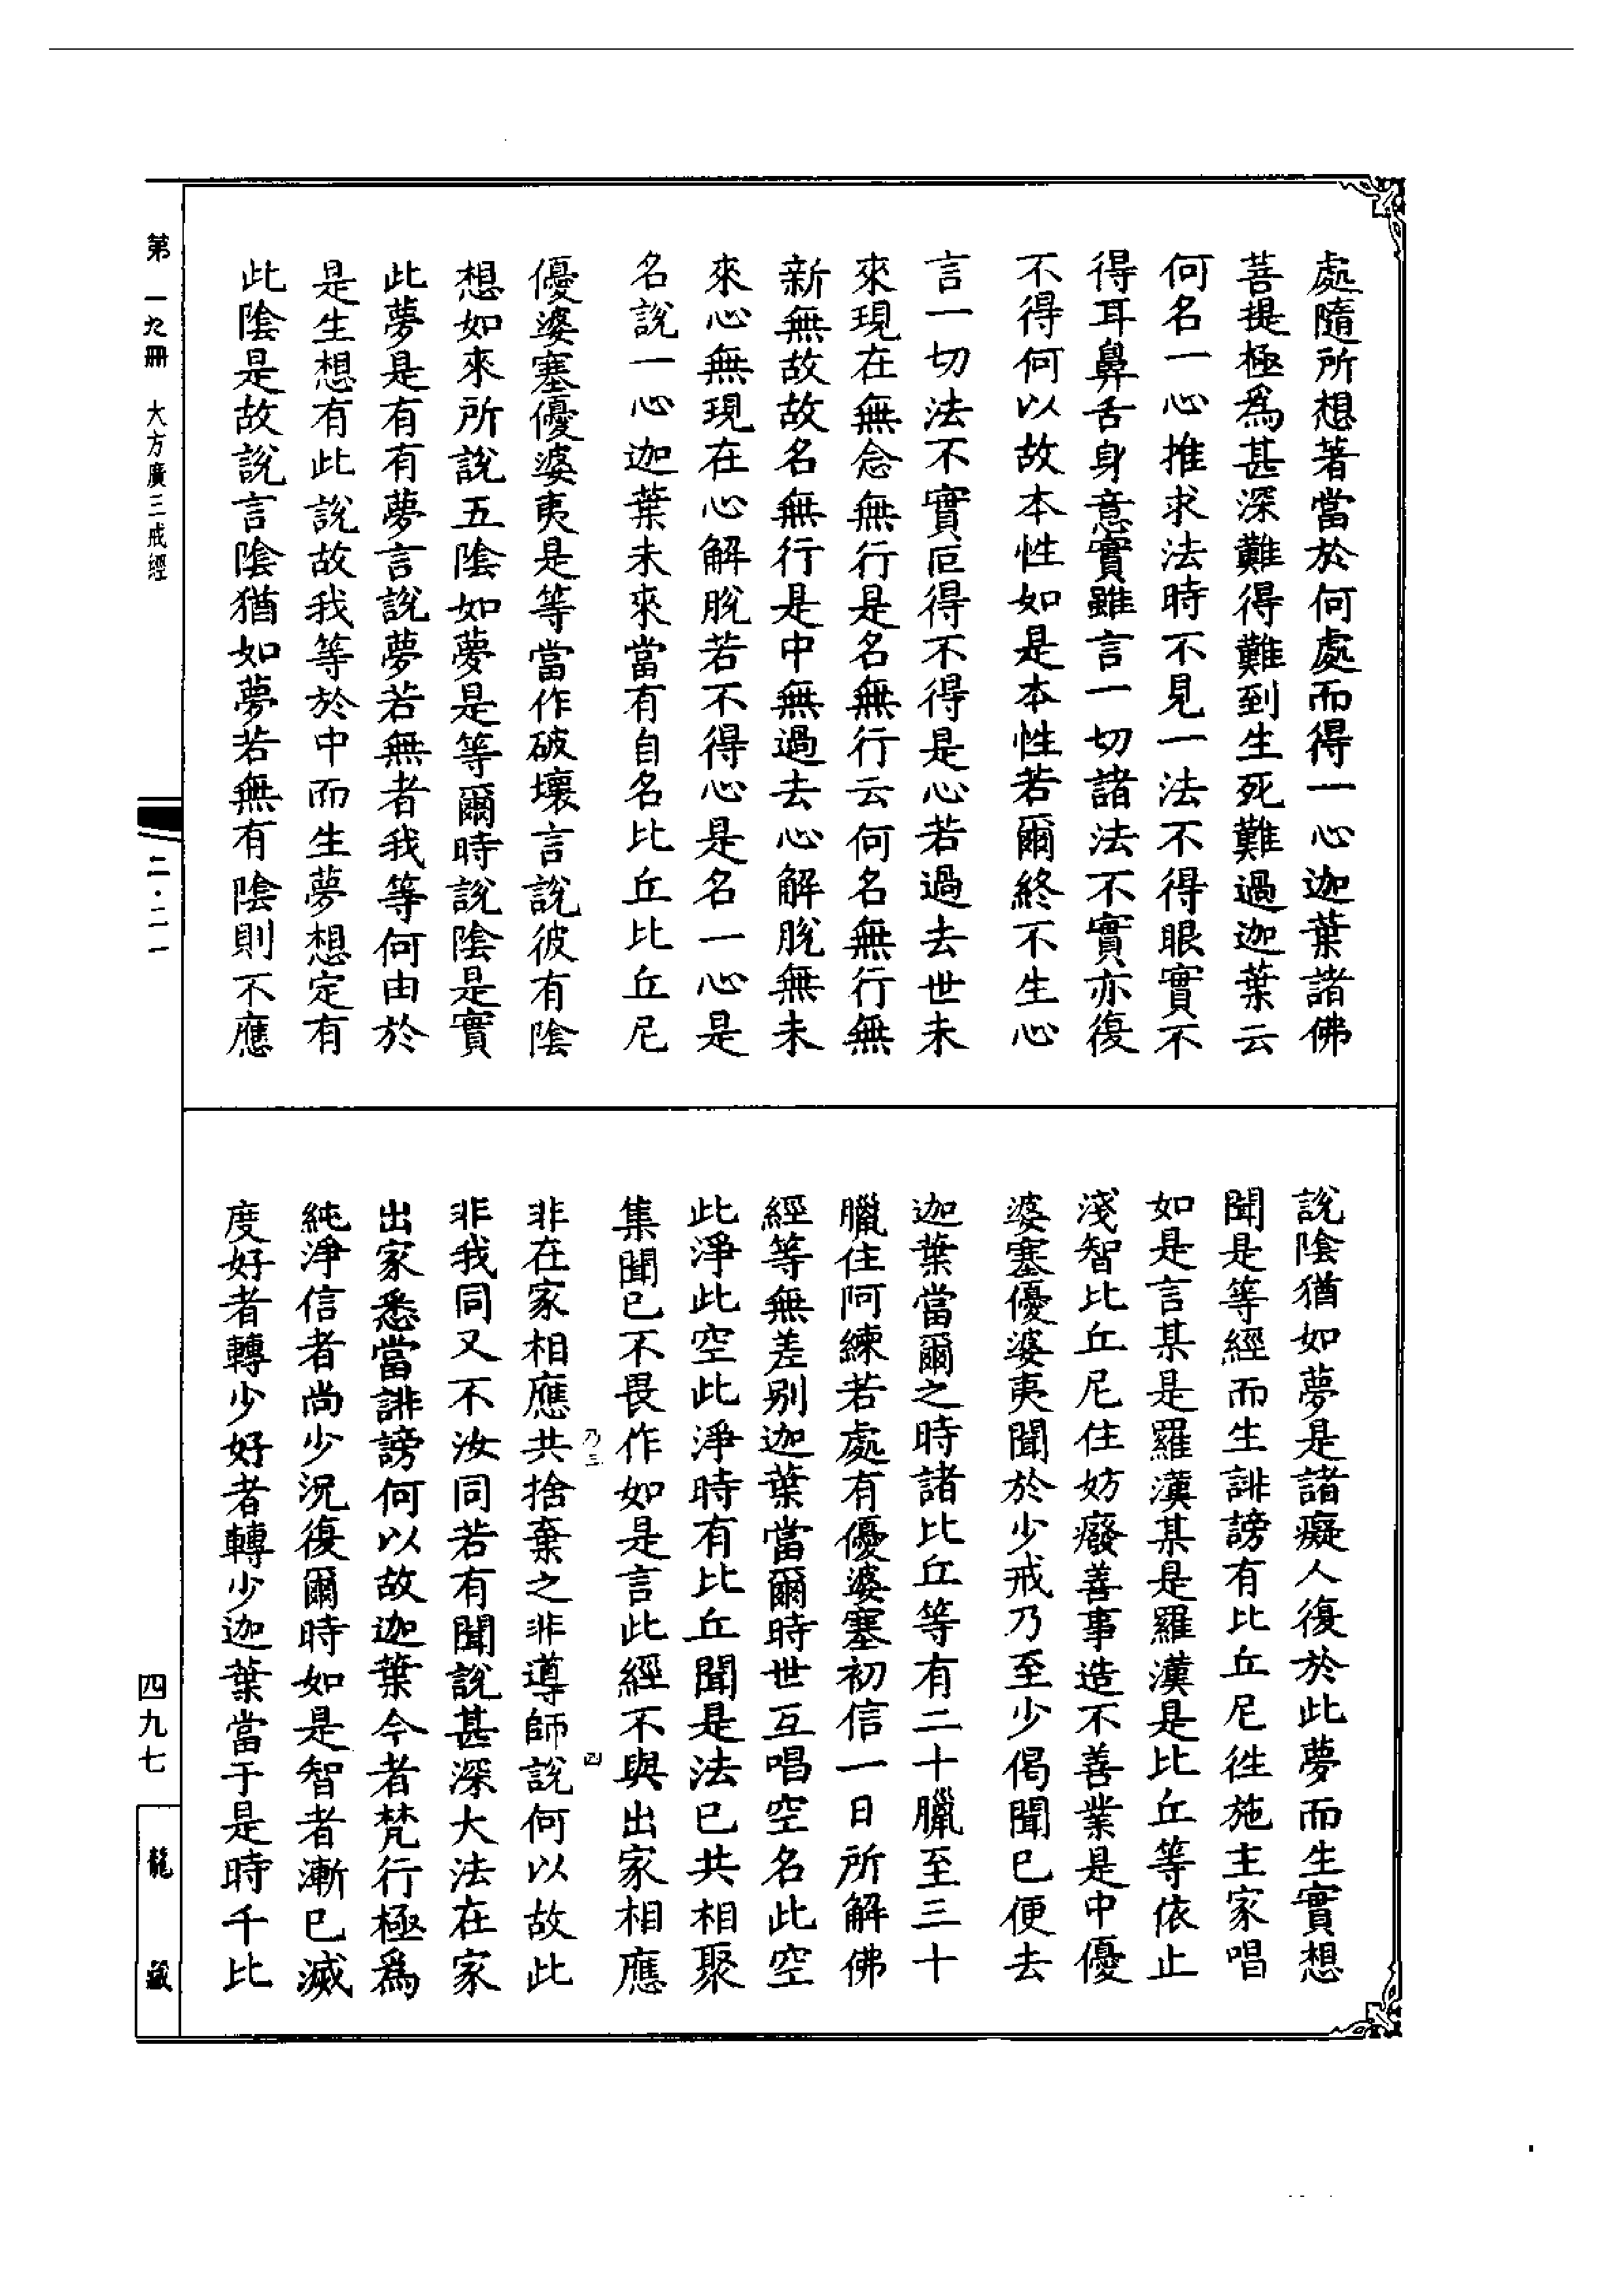 處隨所想著當於何處而得一心迦葉諸佛
菩提極爲甚深難得難到生死難過迦葉云
何名一心推求法時不見一法不得眼實不
得耳鼻舌身意實雖言一切諸法不實亦復
不得何以故本性如是本性若爾終不生心
言一切法不實叵得不得是心若過去世未
來現在無念無行是名無行云何名無行無
新無故故名無行是中無過去心解脫無未
來心無現在心解脫若不得心是名一心是
名說一心迦葉未來當有自名比丘比丘尼
優婆塞優婆夷是等當作破壞言說彼有陰
想如來所說五陰如夢是等爾時說陰是實
此夢是有有夢言說夢若無者我等何由於
是生想有此說故我等於中而生夢想定有
此陰是故說言陰猶如夢若無有陰則不應
說陰猶如夢是諸癡人復於此夢而生實想
聞是等經而生誹謗有比丘尼往施主家唱
如是言某是羅漢某是羅漢是比丘等依止
淺智比丘尼住妨癈善事造不善業是中優
婆塞優婆夷聞於少戒乃至少偈聞已便去
迦葉當爾之時諸比丘等有二十臘至三十
臘住阿練若處有優婆塞初信一日所解佛
經等無差別迦葉當爾時世互唱空名此空
此淨此空此淨時有比丘聞是法已共相聚
集聞已不畏作如是言此經不與出家相應
非在家相應共捨棄之非導師說何以故此
非我同又不汝同若有聞說甚深大法在家
出家悉當誹謗何以故迦葉今者梵行極爲
純淨信者尚少況復爾時如是智者漸已滅
度好者轉少好者轉少迦葉當于是時千比
乃三
四
第一九冊 大方廣三戒經
二·二一
四九七
龍藏